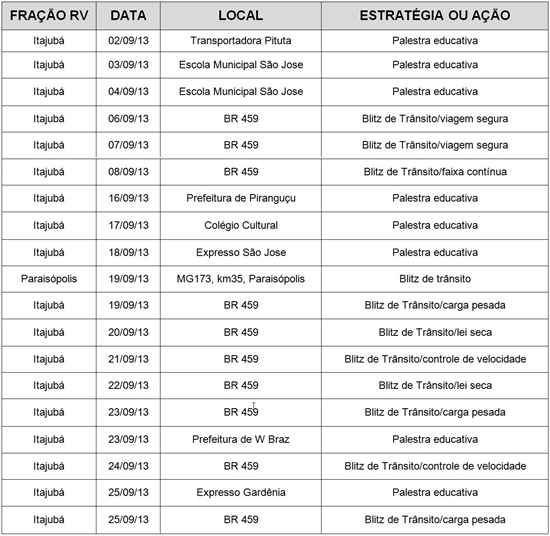 FRAÇÃO RV DATA LOCAL ESTRATÉGIA OU AÇÃO
Itajubá 02/09/13 Transportadora Pituta Palestra educativa
Itajubá 03/09/13 Escola Municipal São Jose Palestra educativa
Itajubá 04/09/13 Escola Municipal São Jose Palestra educativa
Itajubá 06/09/13 BR 459 Blitz de Trânsito/viagem segura
Itajubá 07/09/13 BR 459 Blitz de Trânsito/viagem segura
Itajubá 08/09/13 BR 459 Blitz de Trânsito/faixa contínua
Itajubá 16/09/13 Prefeitura de Piranguçu Palestra educativa
Itajubá 17/09/13 Colégio Cultural Palestra educativa
Itajubá 18/09/13 Expresso São Jose Palestra educativa
Paraisópolis 19/09/13 MG173, km35, Paraisópolis Blitz de trânsito
Itajubá 19/09/13 BR 459 Blitz de Trânsito/carga pesada
Itajubá 20/09/13 BR 459 Blitz de Trânsito/lei seca
Itajubá 21/09/13 BR 459 Blitz de Trânsito/controle de velocidade
Itajubá 22/09/13 BR 459 Blitz de Trânsito/lei seca
Itajubá 23/09/13 BR 459 Blitz de Trânsito/carga pesada
Itajubá 23/09/13 Prefeitura de W Braz Palestra educativa
Itajubá 24/09/13 BR 459 Blitz de Trânsito/controle de velocidade
Itajubá 25/09/13 Expresso Gardênia Palestra educativa
Itajubá 25/09/13 BR 459 Blitz de Trânsito/carga pesada